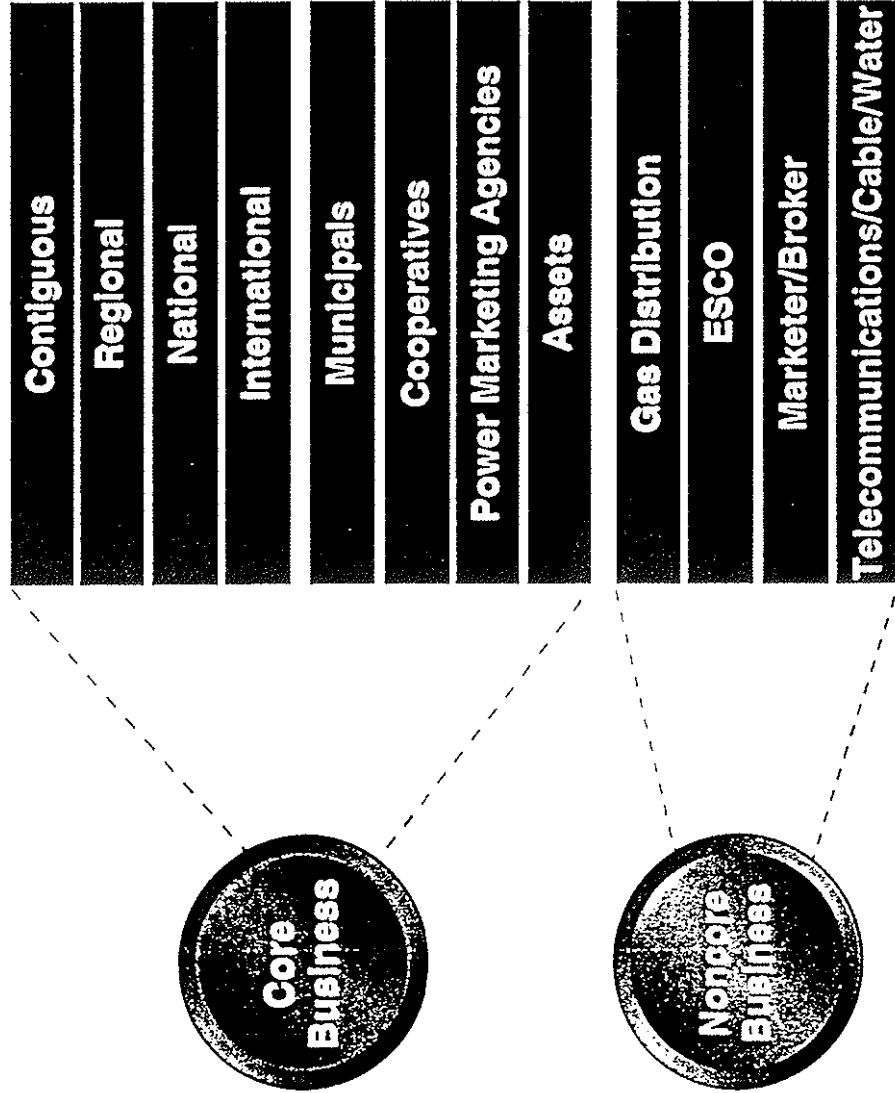 Core
Business
Contiguous
Regional
National
International
Municipals
Cooperatives
Power Marketing Agencies
Assets
Noncore
Business
Gas Distribution
ESCO
Marketer/Broker
Telecommunications/Cable/Water